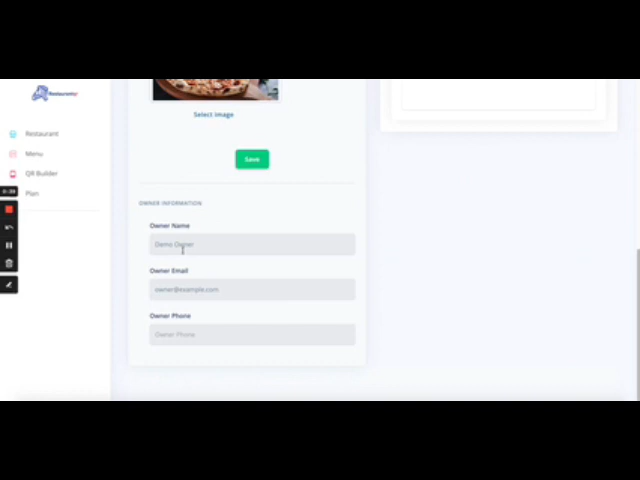 Restaurants
Select image
Restaurant
Menu
Save
QR Builder
Plan
OWNER INFORMATION
Owner Name
Demo Owner
Owner Email
owner@example.com
Owner Phone
Owner Phone